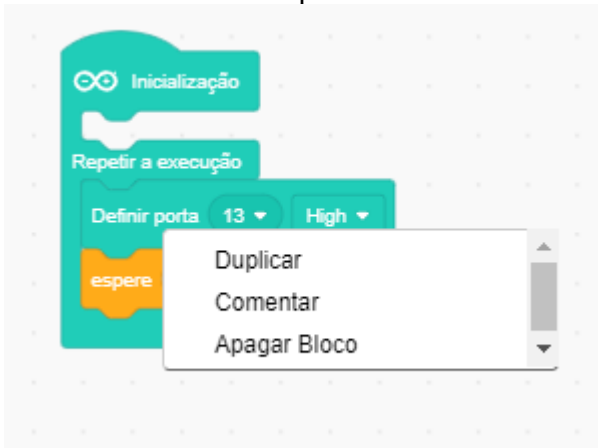 Inicialização
Repetir a execução
Definir porta 13 High
espere
Duplicar
Comentar
Apagar Bloco